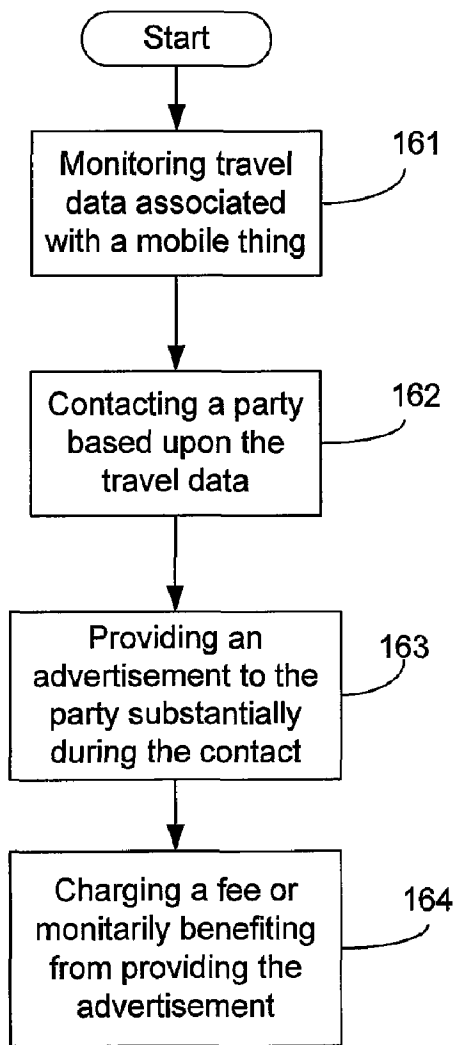 Start
Monitoring travel
data associated
with a mobile thing
161
Contacting a party
based upon the
travel data
162
Providing an
advertisement to the
party substantially
during the contact
163
Charging a fee or
monitarily benefiting
from providing the
advertisement
164